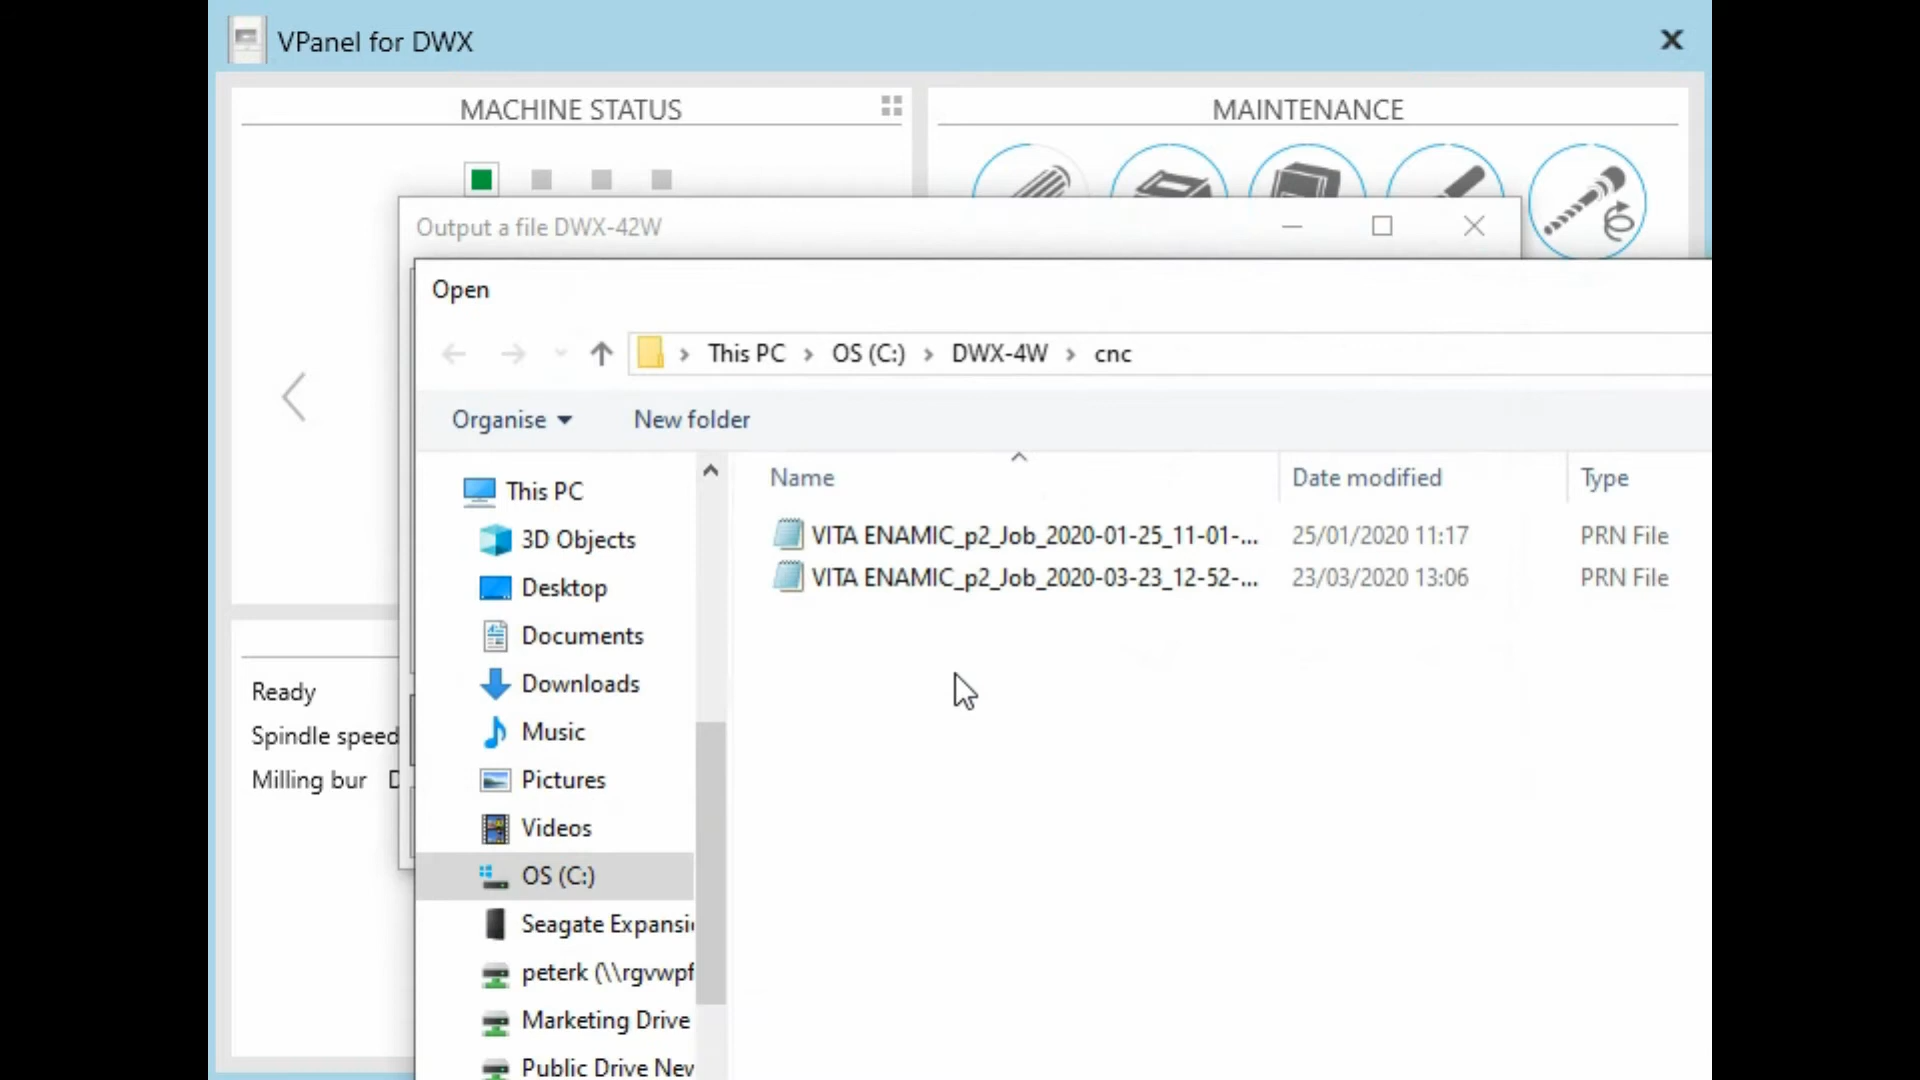 VPanel for DWX
MACHINE STATUS
MAINTENANCE
Output a file DWX-42W
Open
This PC > OS (C:) > DWX-4W > cnc
Organise
New folder
Name
Date modified
Type
This PC
3D Objects
Desktop
Documents
Downloads
Music
Pictures
Videos
OS (C:)
Seagate Expansi
peterk (\\rgvwpf
Marketing Drive
Public Drive Nev
VITA ENAMIC_p2_Job_2020-01-25_11-01-...
25/01/2020 11:17
PRN File
VITA ENAMIC_p2_Job_2020-03-23_12-52-...
23/03/2020 13:06
PRN File
Ready
Spindle speed
Milling bur